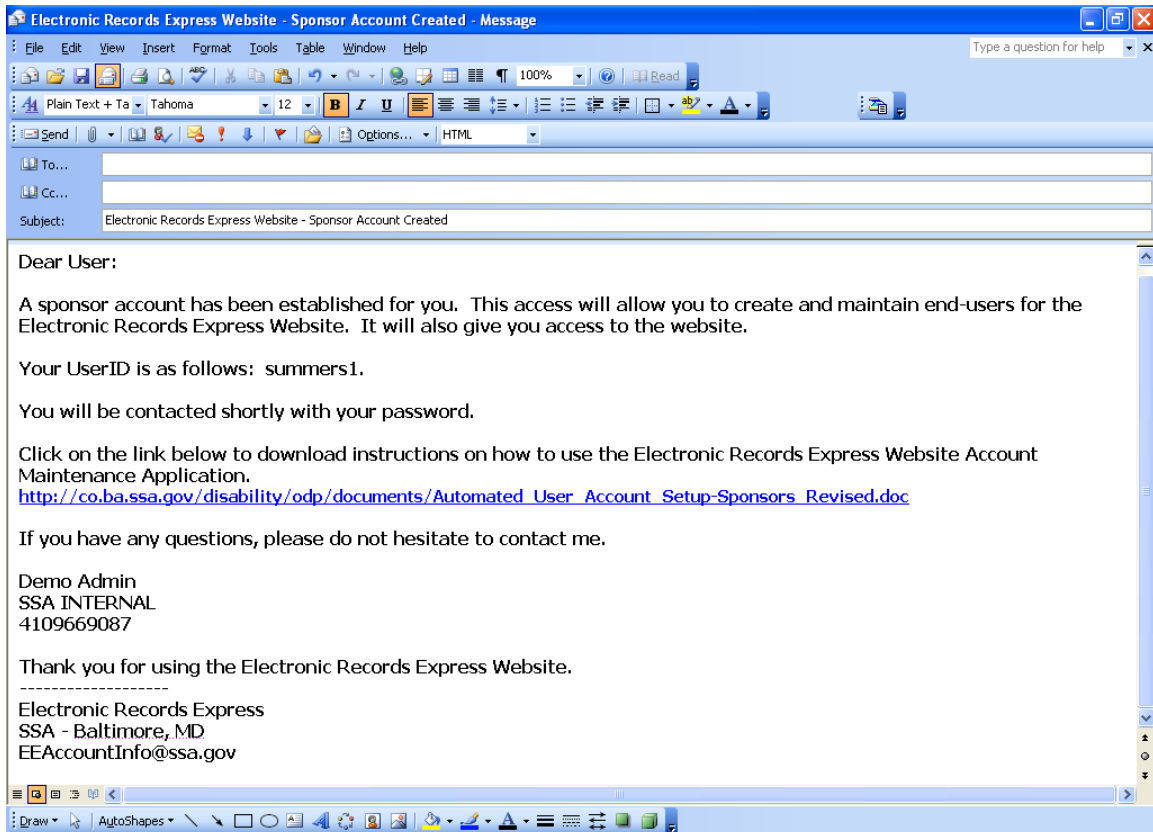 Electronic Records Express Website - Sponsor Account Created - Message
File Edit View Insert Format Tools Table Window Help Type a question for help
100% Read
Plain Text + Ta Tahoma 12 B I U
Send Options... HTML
To...
Cc...
Subject: Electronic Records Express Website - Sponsor Account Created
Dear User:
A sponsor account has been established for you. This access will allow you to create and maintain end-users for the
Electronic Records Express Website. It will also give you access to the website.
Your UserID is as follows: summers1.
You will be contacted shortly with your password.
Click on the link below to download instructions on how to use the Electronic Records Express Website Account
Maintenance Application.
http://co.ba.ssa.gov/disability/odp/documents/Automated_User_Account_Setup-Sponsors_Revised.doc
If you have any questions, please do not hesitate to contact me.
Demo Admin
SSA INTERNAL
4109669087
Thank you for using the Electronic Records Express Website.
-------------------
Electronic Records Express
SSA - Baltimore, MD
EEAccountInfo@ssa.gov
Draw AutoShapes